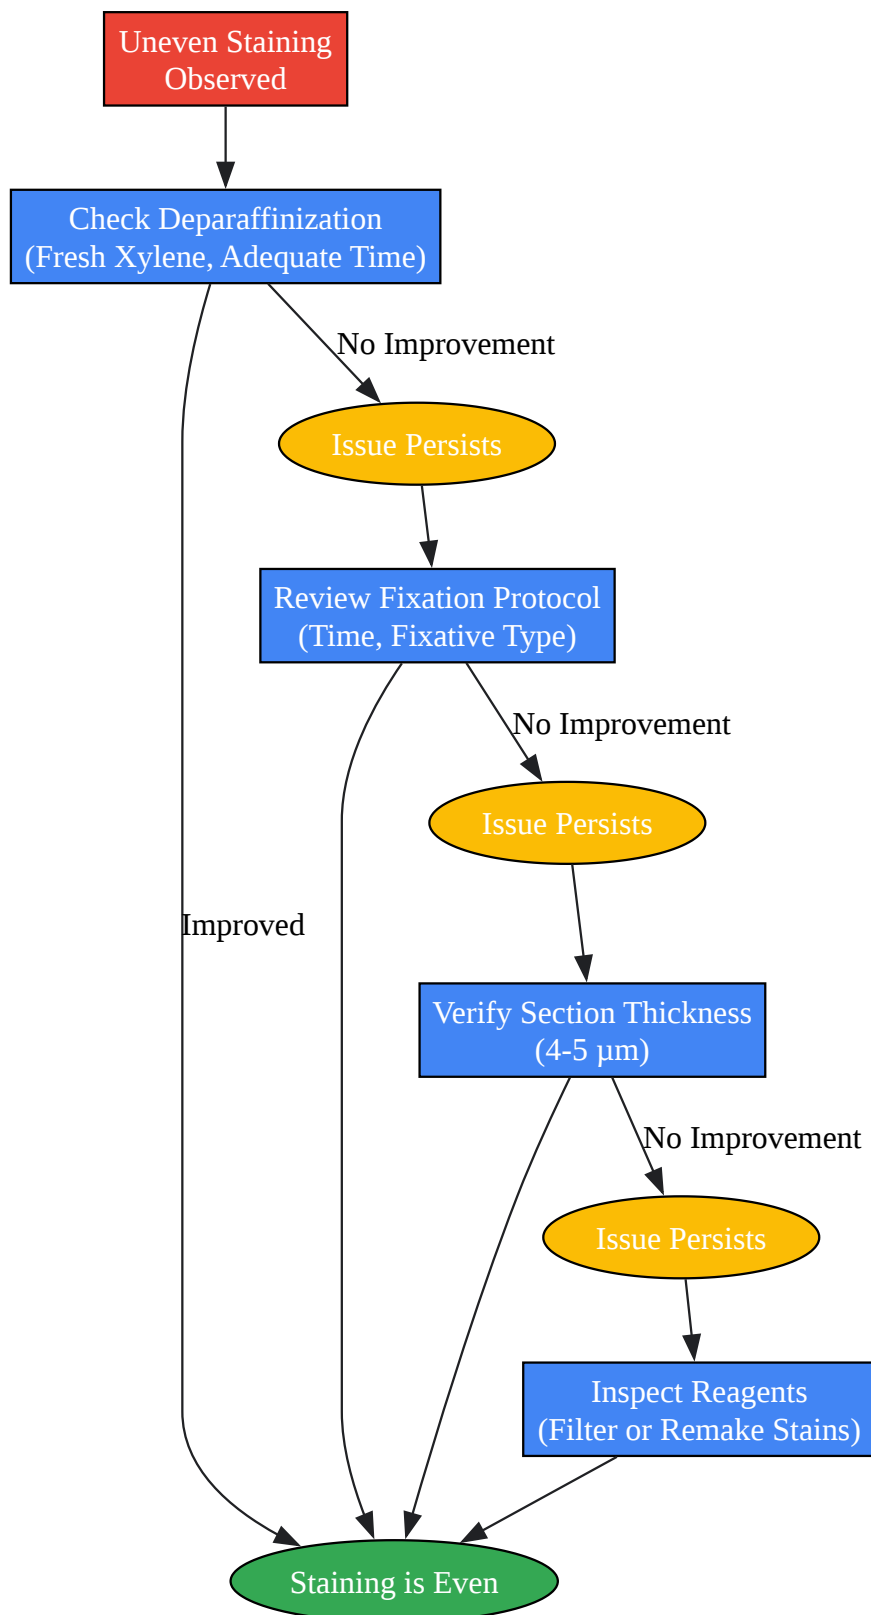 Uneven Staining
Observed
Check Deparaffinization
(Fresh Xylene, Adequate Time)
No Improvement
Issue Persists
Review Fixation Protocol
(Time, Fixative Type)
No Improvement
Issue Persists
Improved
Verify Section Thickness
(4-5 µm)
No Improvement
Issue Persists
Inspect Reagents
(Filter or Remake Stains)
Staining is Even